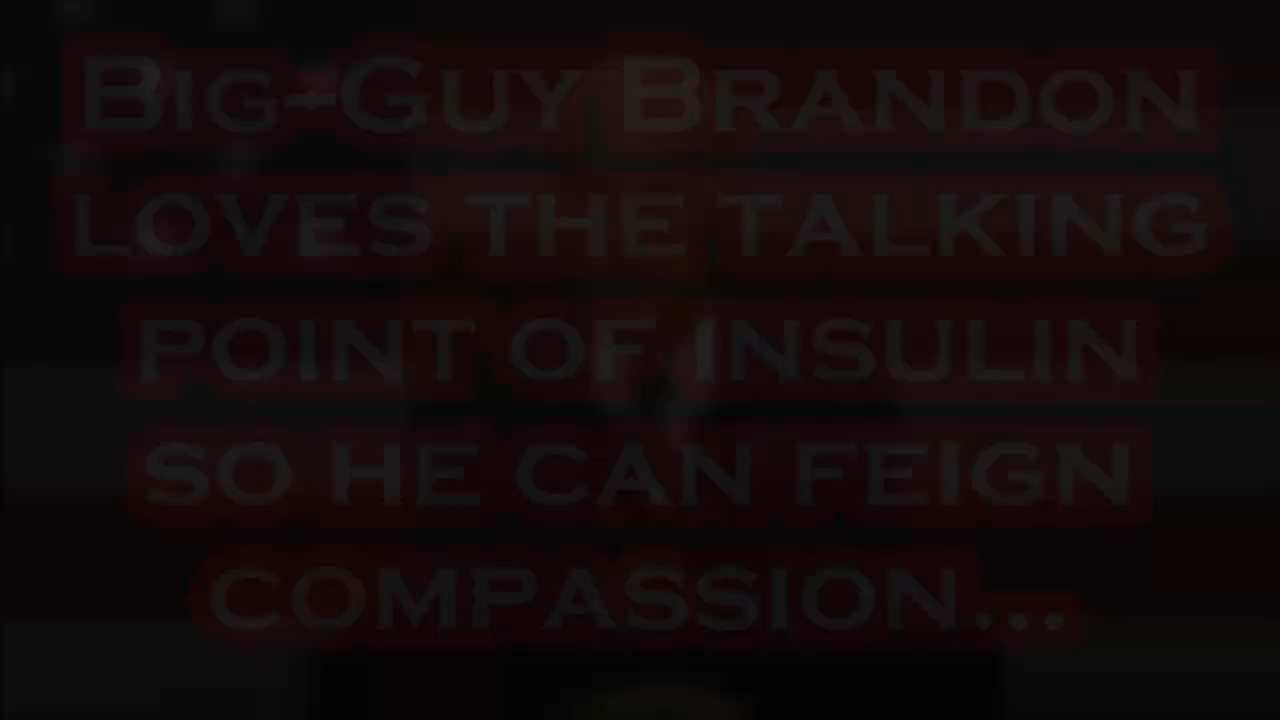 Big-Guy Brandon
loves the talking
point of insulin
so he can feign
compassion...